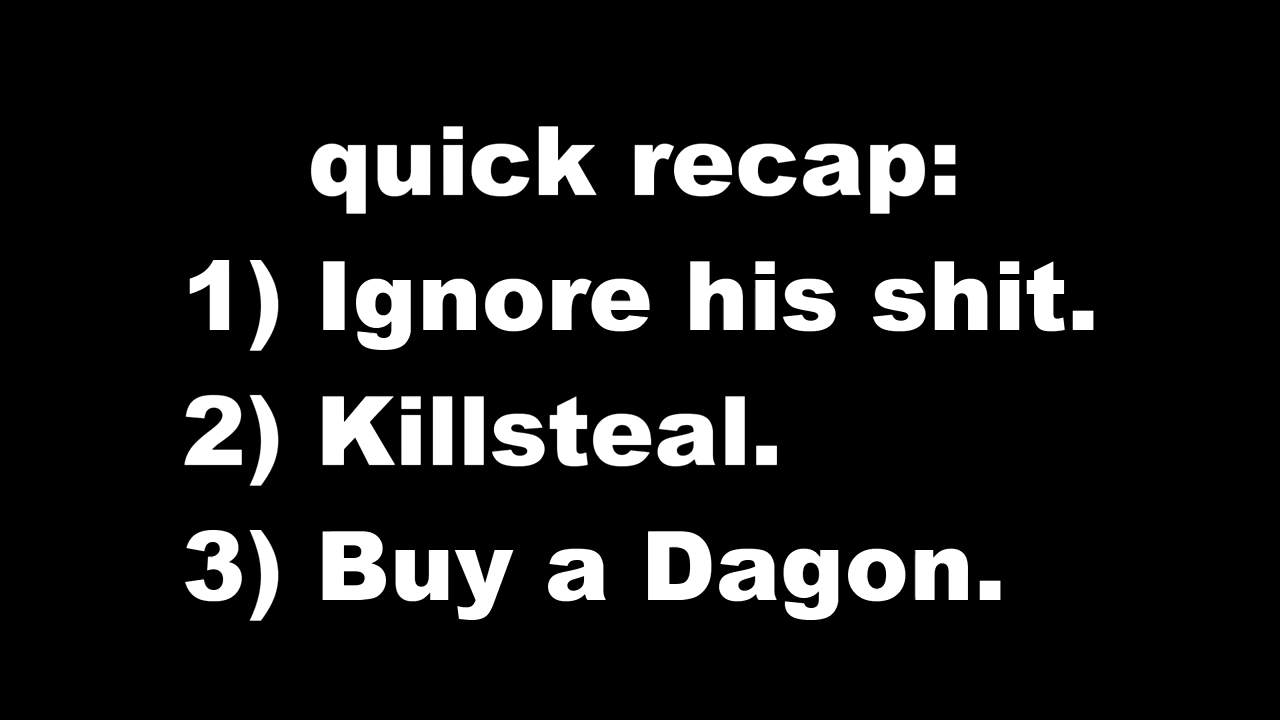 quick recap:
1) Ignore his shit.
2) Killsteal.
3) Buy a Dagon.